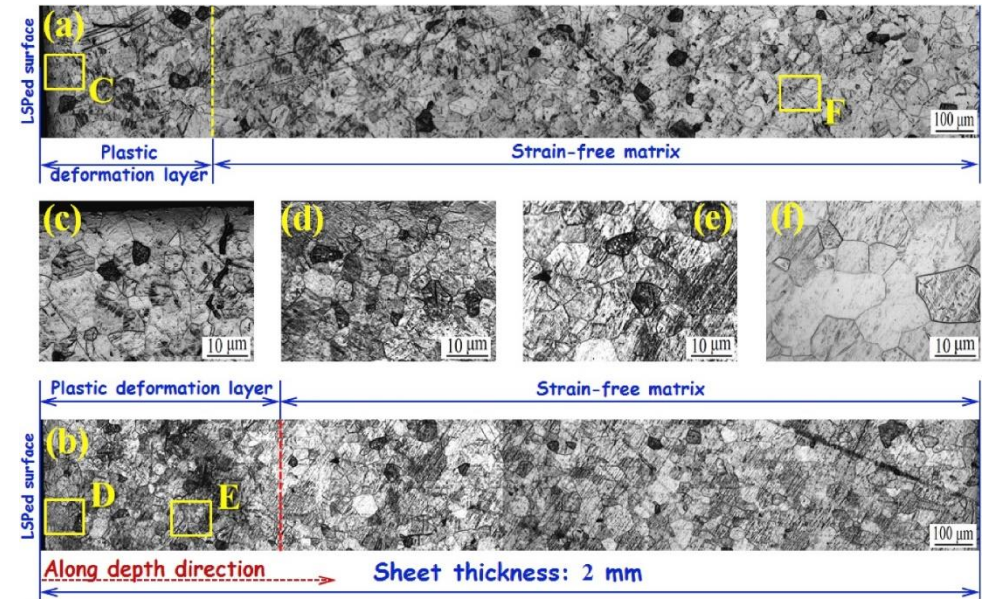 (a)
LSPed surface
C
F
100 μm
Plastic
deformation layer
Strain-free matrix
(c)
(d)
(e)
(f)
10 μm
10 μm
10 μm
10 μm
Plastic deformation layer
Strain-free matrix
(b)
LSPed surface
D
E
100 μm
Along depth direction
Sheet thickness: 2 mm